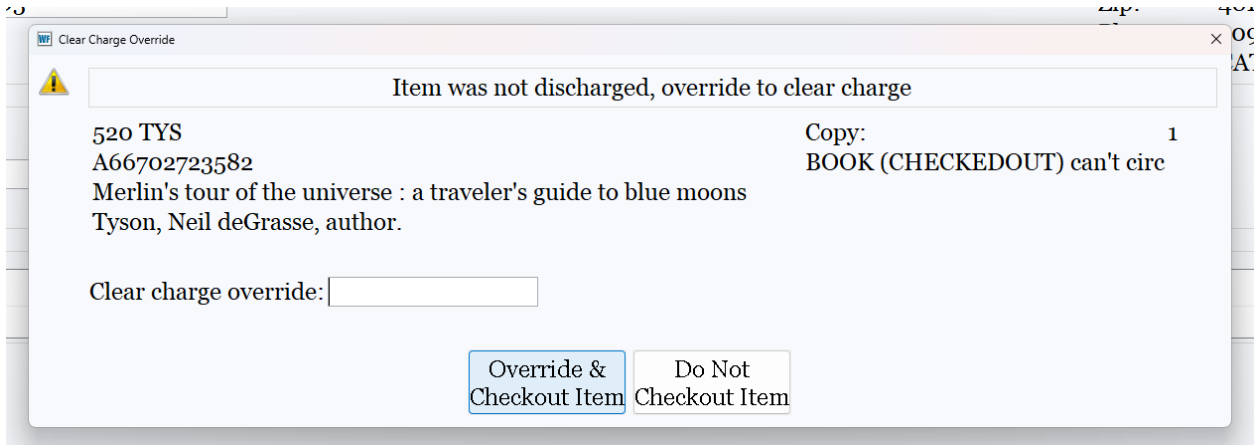 WF Clear Charge Override
Item was not discharged, override to clear charge
520 TYS
A66702723582
Merlin's tour of the universe : a traveler's guide to blue moons
Tyson, Neil deGrasse, author.
Copy: 1
BOOK (CHECKEDOUT) can't circ
Clear charge override:
Override &
Checkout Item
Do Not
Checkout Item